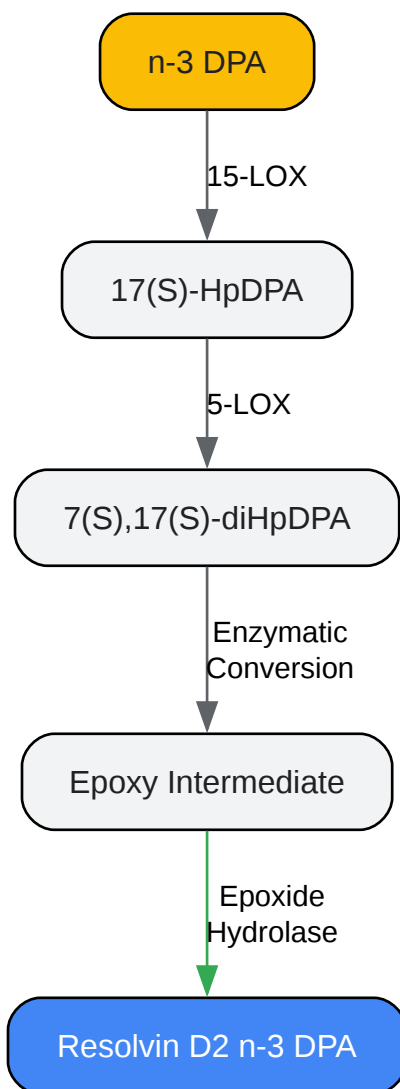 n-3 DPA
15-LOX
17(S)-HpDPA
5-LOX
7(S),17(S)-diHpDPA
Enzymatic
Conversion
Epoxy Intermediate
Epoxide
Hydrolase
Resolvin D2 n-3 DPA